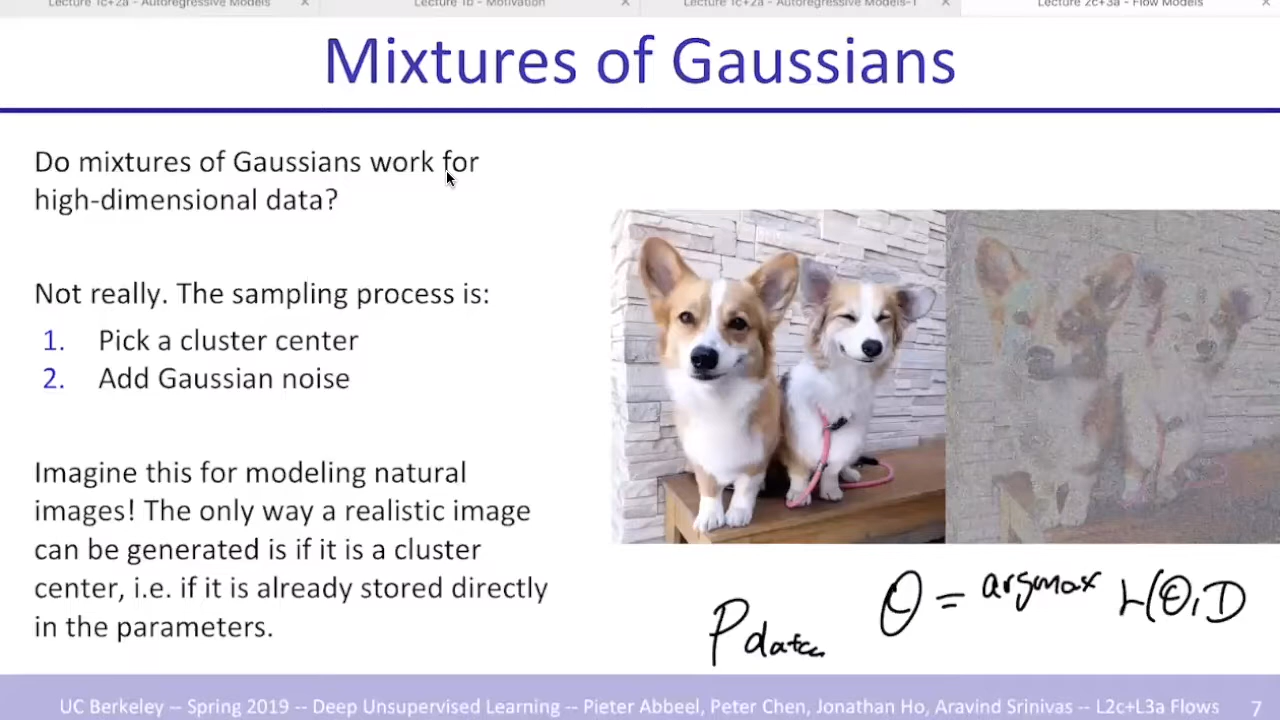 Lecture 1c+2a - Autoregressive Models
Lecture 1b - Motivation
Lecture 1c+2a - Autoregressive Models-1
Lecture 2c+3a - Flow Models
Mixtures of Gaussians
Do mixtures of Gaussians work for
high-dimensional data?
Not really. The sampling process is:
1. Pick a cluster center
2. Add Gaussian noise
Imagine this for modeling natural
images! The only way a realistic image
can be generated is if it is a cluster
center, i.e. if it is already stored directly
in the parameters.
θ = argmax L(θ, D
Pdata
UC Berkeley -- Spring 2019 -- Deep Unsupervised Learning -- Pieter Abbeel, Peter Chen, Jonathan Ho, Aravind Srinivas -- L2c+L3a Flows 7